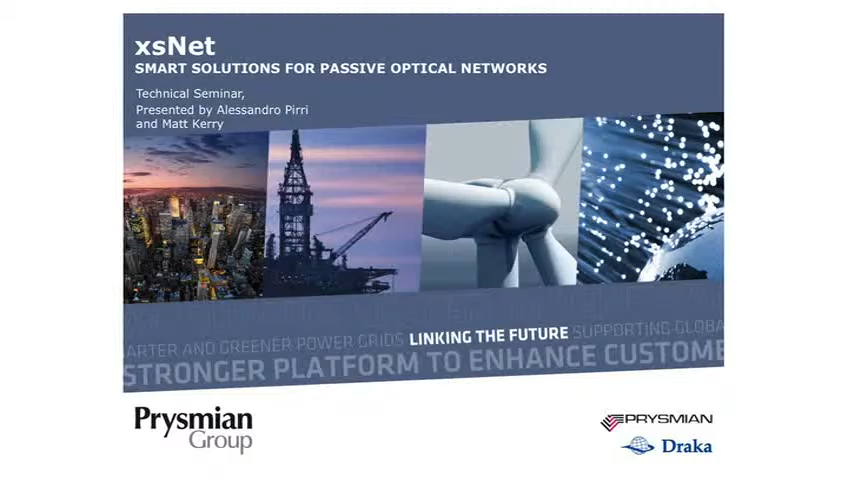 xsNet
SMART SOLUTIONS FOR PASSIVE OPTICAL NETWORKS
Technical Seminar,
Presented by Alessandro Pirri
and Matt Kerry
ARTER AND GREENER POWER GRIDS LINKING THE FUTURE SUPPORTING GLOBA
STRONGER PLATFORM TO ENHANCE CUSTOME
Prysmian
Group
PRYSMIAN
Draka